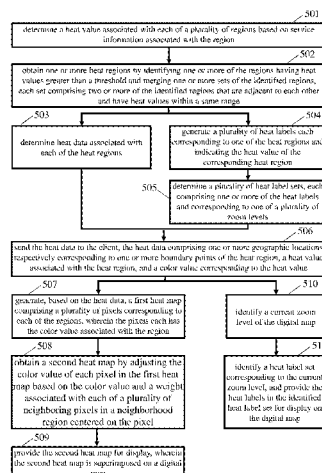 501
determine a heat value associated with each of a plurality of regions based on service
information associated with the region
502
obtain one or more heat regions by identifying one or more of the regions having heat
values greater than a threshold and merging one or more sets of the identified regions,
each set comprising two or more of the identified regions that are adjacent to each other
and have heat values within a same range
503
determine heat data associated with
each of the heat regions
504
generate a plurality of heat labels each
corresponding to one of the heat regions and
indicating the heat value of the
corresponding heat region
505
determine a plurality of heat label sets, each
comprising one or more of the heat labels
and corresponding to one of a plurality of
zoom levels
506
send the heat data to the client, the heat data comprising one or more geographic locations
respectively corresponding to one or more boundary points of the heat region, a heat value
associated with the heat region, and a color value corresponding to the heat value
507
generate, based on the heat data, a first heat map
comprising a plurality of pixels corresponding to
each of the regions, wherein the pixels each has
the color value associated with the region
508
obtain a second heat map by adjusting the
color value of each pixel in the first heat
map based on the color value and a weight
associated with each of a plurality of
neighboring pixels in a neighborhood
region centered on the pixel
509
provide the second heat map for display, wherein
the second heat map is superimposed on a digital
map
510
identify a current zoom
level of the digital map
51
identify a heat label set
corresponding to the current
zoom level, and provide the
heat labels in the identified
heat label set for display on
the digital map